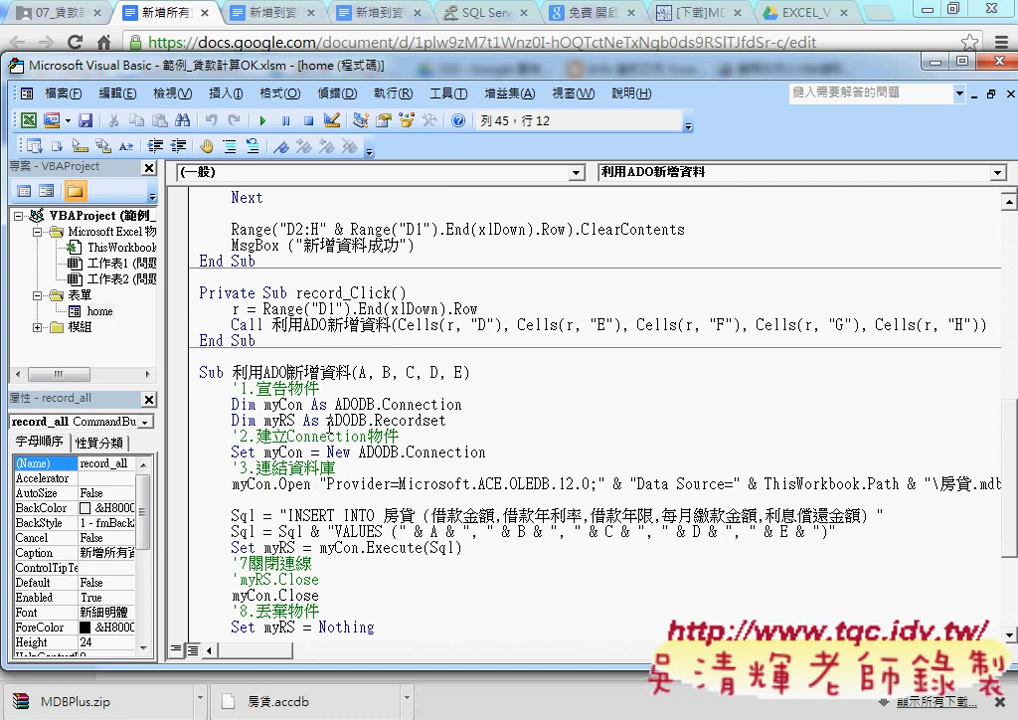 07_貸款
新增所有
新增到資
新增到資
SQL Serv
免費 開啟
[下載]MD
EXCEL_V
https://docs.google.com/document/d/1plw9zM7t1Wnz0I-hOQTctNeTxNqb0ds9RSlTJfdSr-c/edit
Microsoft Visual Basic - 範例_貸款計算OK.xlsm - [home (程式碼)]
檔案(F) 編輯(E) 檢視(V) 插入(I) 格式(O) 偵錯(D) 執行(R) 工具(T) 增益集(A) 視窗(W) 說明(H)
鍵入需要解答的問題
列 45，行 12
專案 - VBAProject
(一般)
利用ADO新增資料
VBAProject (範例_
Microsoft Excel 物
ThisWorkbook
工作表1 (問題
工作表2 (問題
表單
home
模組
屬性 - record_all
record_all CommandBu
字母順序 性質分類
(Name) record_all
Accelerator
AutoSize False
BackColor &H8000
BackStyle 1 - fmBack
Cancel False
Caption 新增所有資
ControlTipTe
Default False
Enabled True
Font 新細明體
ForeColor &H8000
Height 24
HelpContextI 0
Next
Range("D2:H" & Range("D1").End(xlDown).Row).ClearContents
MsgBox ("新增資料成功")
End Sub
Private Sub record_Click()
r = Range("D1").End(xlDown).Row
Call 利用ADO新增資料(Cells(r, "D"), Cells(r, "E"), Cells(r, "F"), Cells(r, "G"), Cells(r, "H"))
End Sub
Sub 利用ADO新增資料(A, B, C, D, E)
'1.宣告物件
Dim myCon As ADODB.Connection
Dim myRS As ADODB.Recordset
'2.建立Connection物件
Set myCon = New ADODB.Connection
'3.連結資料庫
myCon.Open "Provider=Microsoft.ACE.OLEDB.12.0;" & "Data Source=" & ThisWorkbook.Path & "\房貸.mdb
Sql = "INSERT INTO 房貸 (借款金額,借款年利率,借款年限,每月繳款金額,利息償還金額) "
Sql = Sql & "VALUES (" & A & ", " & B & ", " & C & ", " & D & ", " & E & ")"
Set myRS = myCon.Execute(Sql)
'7關閉連線
'myRS.Close
myCon.Close
'8.丟棄物件
Set myRS = Nothing
http://www.tqc.idv.tw/
吳清輝老師錄製
MDBPlus.zip
房貸.accdb
顯示所有下載...